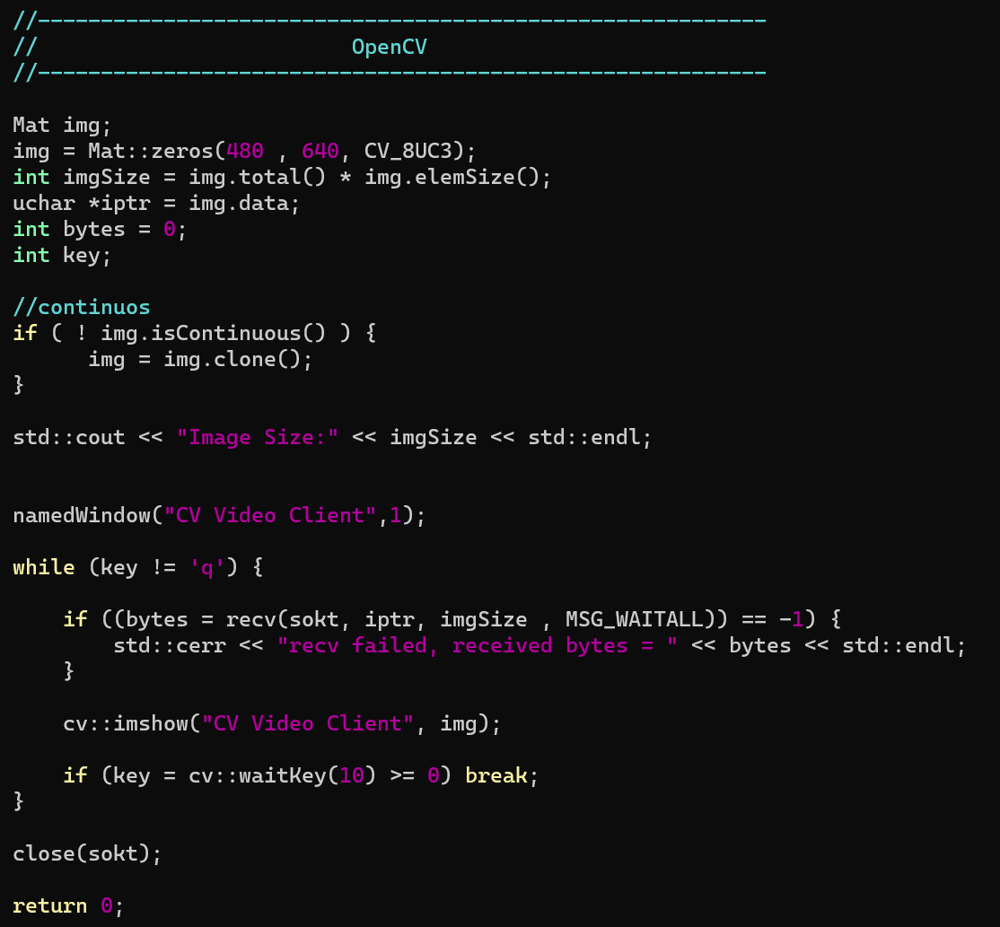 //----------------------------------------------------------
//                         OpenCV
//----------------------------------------------------------

Mat img;
img = Mat::zeros(480 , 640, CV_8UC3);
int imgSize = img.total() * img.elemSize();
uchar *iptr = img.data;
int bytes = 0;
int key;

//continuos
if ( ! img.isContinuous() ) {
      img = img.clone();
}

std::cout << "Image Size:" << imgSize << std::endl;


namedWindow("CV Video Client",1);

while (key != 'q') {

    if ((bytes = recv(sokt, iptr, imgSize , MSG_WAITALL)) == -1) {
        std::cerr << "recv failed, received bytes = " << bytes << std::endl;
    }

    cv::imshow("CV Video Client", img);

    if (key = cv::waitKey(10) >= 0) break;
}

close(sokt);

return 0;